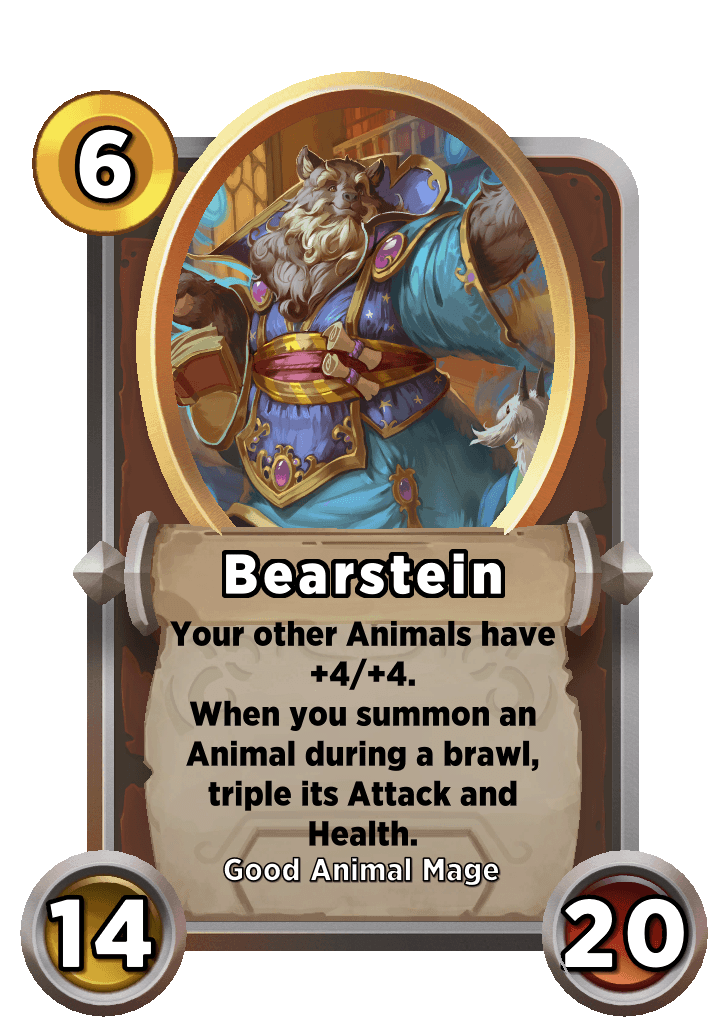 6
Bearstein
Your other Animals have
+4/+4.
When you summon an
Animal during a brawl,
triple its Attack and
Health.
Good Animal Mage
14
20